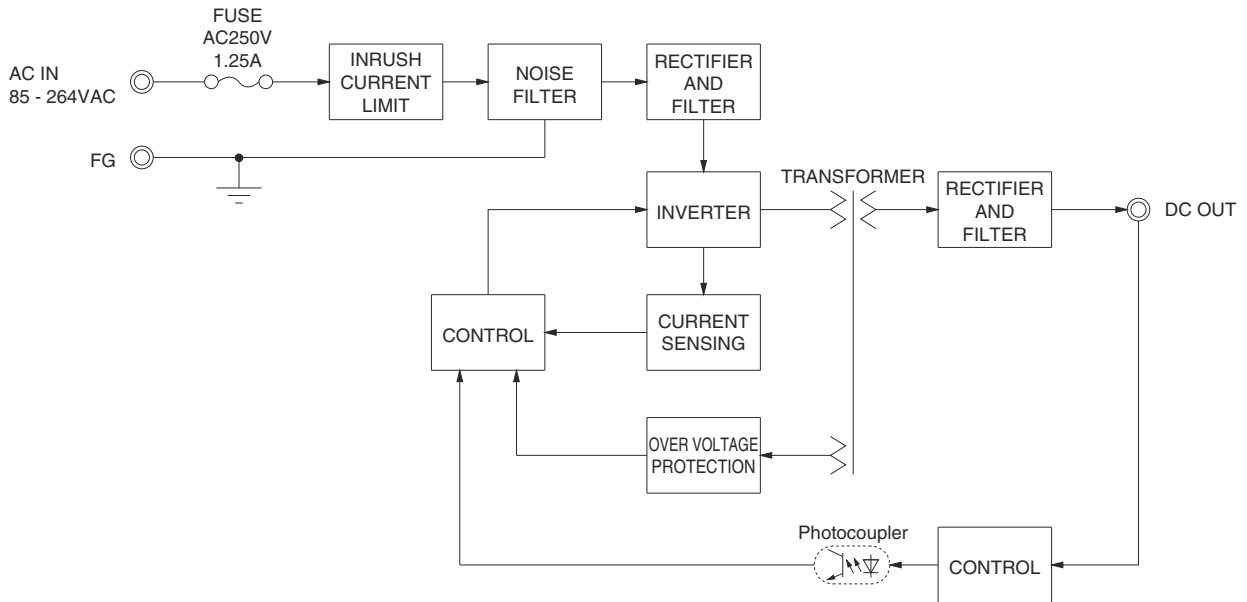 FUSE
AC250V
1.25A
AC IN
85 - 264VAC
INRUSH
CURRENT
LIMIT
NOISE
FILTER
RECTIFIER
AND
FILTER
FG
INVERTER
TRANSFORMER
RECTIFIER
AND
FILTER
DC OUT
CONTROL
CURRENT
SENSING
OVER VOLTAGE
PROTECTION
Photocoupler
CONTROL